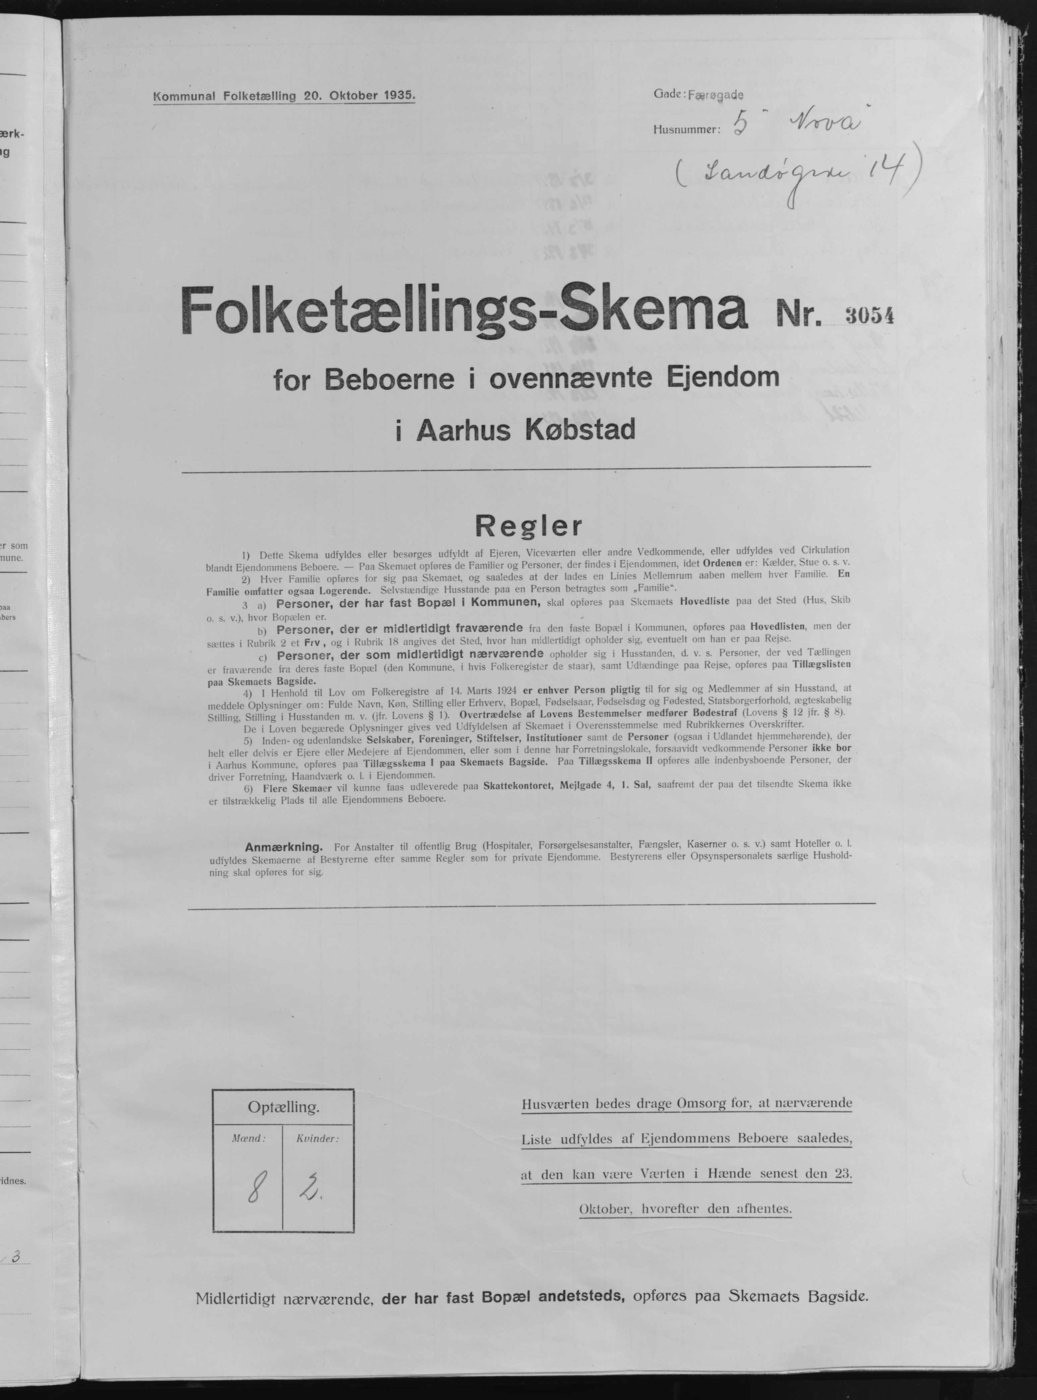 Kommunal Folketælling 20. Oktober 1935.
Gade: Færøgade
Husnummer: 5 "Nova"
(Sandøgade 14)
Folketællings-Skema Nr. 3054
for Beboerne i ovennævnte Ejendom
i Aarhus Købstad
Regler
1) Dette Skema udfyldes eller besørges udfyldt af Ejeren, Viceværten eller andre Vedkommende, eller udfyldes ved Cirkulation
blandt Ejendommens Beboere. — Paa Skemaet opføres de Familier og Personer, der findes i Ejendommen, idet Ordenen er: Kælder, Stue o. s. v.
2) Hver Familie opføres for sig paa Skemaet, og saaledes at der lades en Linies Mellemrum aaben mellem hver Familie. En
Familie omfatter ogsaa Logerende. Selvstændige Husstande paa en Person betragtes som „Familie“.
3 a) Personer, der har fast Bopæl i Kommunen, skal opføres paa Skemaets Hovedliste paa det Sted (Hus, Skib
o. s. v.), hvor Bopælen er.
b) Personer, der er midlertidigt fraværende fra den faste Bopæl i Kommunen, opføres paa Hovedlisten, men der
sættes i Rubrik 2 et Frv, og i Rubrik 18 angives det Sted, hvor han midlertidigt opholder sig, eventuelt om han er paa Rejse.
c) Personer, der som midlertidigt nærværende opholder sig i Husstanden, d. v. s. Personer, der ved Tællingen
er fraværende fra deres faste Bopæl (den Kommune, i hvis Folkeregister de staar), samt Udlændinge paa Rejse, opføres paa Tillægslisten
paa Skemaets Bagside.
4) I Henhold til Lov om Folkeregistre af 14. Marts 1924 er enhver Person pligtig til for sig og Medlemmer af sin Husstand, at
meddele Oplysninger om: Fulde Navn, Køn, Stilling eller Erhverv, Bopæl, Fødselsaar, Fødselsdag og Fødested, Statsborgerforhold, ægteskabelig
Stilling, Stilling i Husstanden m. v. (jfr. Lovens § 1). Overtrædelse af Lovens Bestemmelser medfører Bødestraf (Lovens § 12 jfr. § 8).
De i Loven begærede Oplysninger gives ved Udfyldelsen af Skemaet i Overensstemmelse med Rubrikkernes Overskrifter.
5) Inden- og udenlandske Selskaber, Foreninger, Stiftelser, Institutioner samt de Personer (ogsaa i Udlandet hjemmehørende), der
helt eller delvis er Ejere eller Medejere af Ejendommen, eller som i denne har Forretningslokale, forsaavidt vedkommende Personer ikke bor
i Aarhus Kommune, opføres paa Tillægsskema I paa Skemaets Bagside. Paa Tillægsskema II opføres alle indenbysboende Personer, der
driver Forretning, Haandværk o. l. i Ejendommen.
6) Flere Skemaer vil kunne faas udleverede paa Skattekontoret, Mejlgade 4, 1. Sal, saafremt der paa det tilsendte Skema ikke
er tilstrækkelig Plads til alle Ejendommens Beboere.
Anmærkning. For Anstalter til offentlig Brug (Hospitaler, Forsørgelsesanstalter, Fængsler, Kaserner o. s. v.) samt Hoteller o. l.
udfyldes Skemaerne af Bestyrerne efter samme Regler som for private Ejendomme. Bestyrerens eller Opsynspersonalets særlige Hushold-
ning skal opføres for sig.
Optælling.
Mænd: Kvinder:
8 2.
Husværten bedes drage Omsorg for, at nærværende
Liste udfyldes af Ejendommens Beboere saaledes,
at den kan være Værten i Hænde senest den 23.
Oktober, hvorefter den afhentes.
Midlertidigt nærværende, der har fast Bopæl andetsteds, opføres paa Skemaets Bagside.